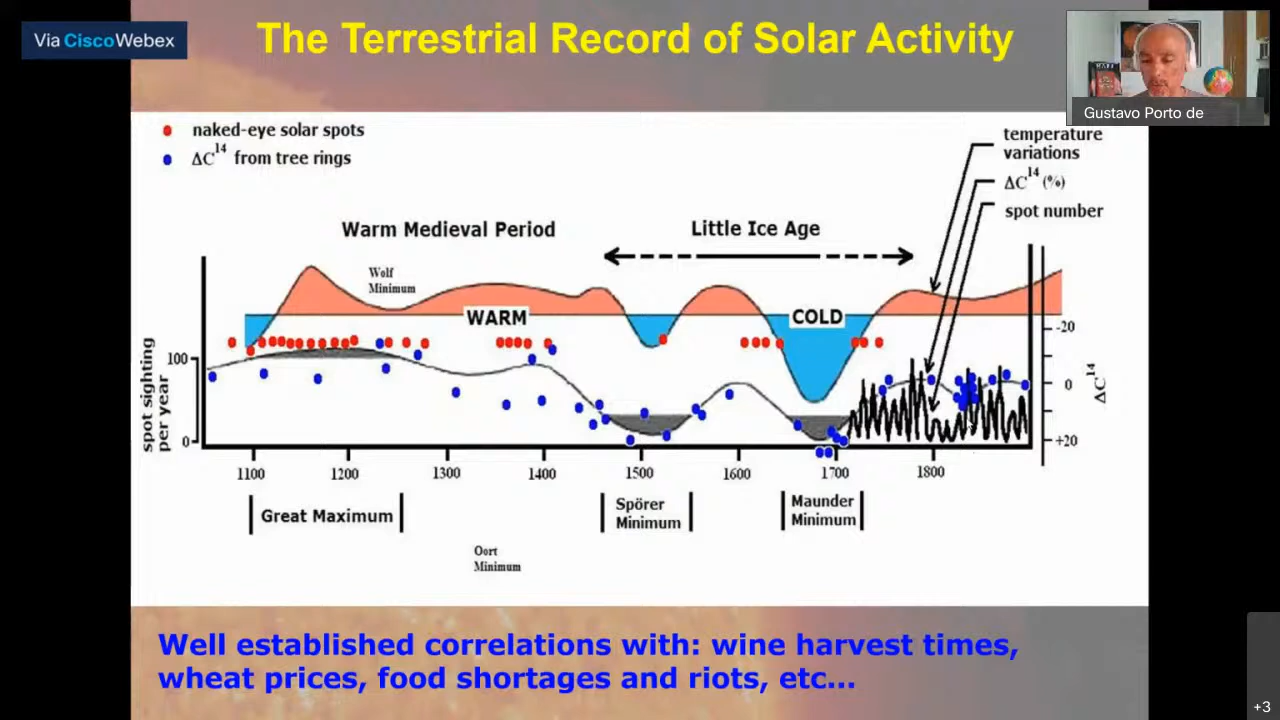 Via Cisco Webex
The Terrestrial Record of Solar Activity
Gustavo Porto de
naked-eye solar spots
ΔC14 from tree rings
temperature
variations
ΔC14 (%)
spot number
Warm Medieval Period
Little Ice Age
Wolf
Minimum
WARM
COLD
spot sighting
per year
100
0
-20
0
+20
ΔC14
1100
1200
1300
1400
1500
1600
1700
1800
Great Maximum
Spörer
Minimum
Maunder
Minimum
Oort
Minimum
Well established correlations with: wine harvest times,
wheat prices, food shortages and riots, etc...
+3